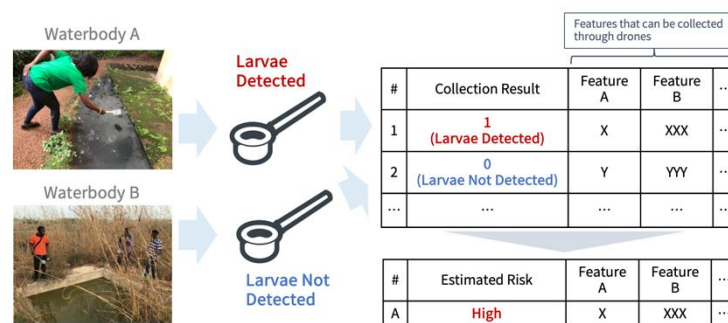 Features that can be collected
through drones
Waterbody A
Larvae
Detected
# Collection Result Feature A Feature B ...
1 1 (Larvae Detected) X XXX ...
2 0 (Larvae Not Detected) Y YYY ...
... ... ... ... ...
Waterbody B
Larvae Not
Detected
# Estimated Risk Feature A Feature B ...
A High X XXX ...